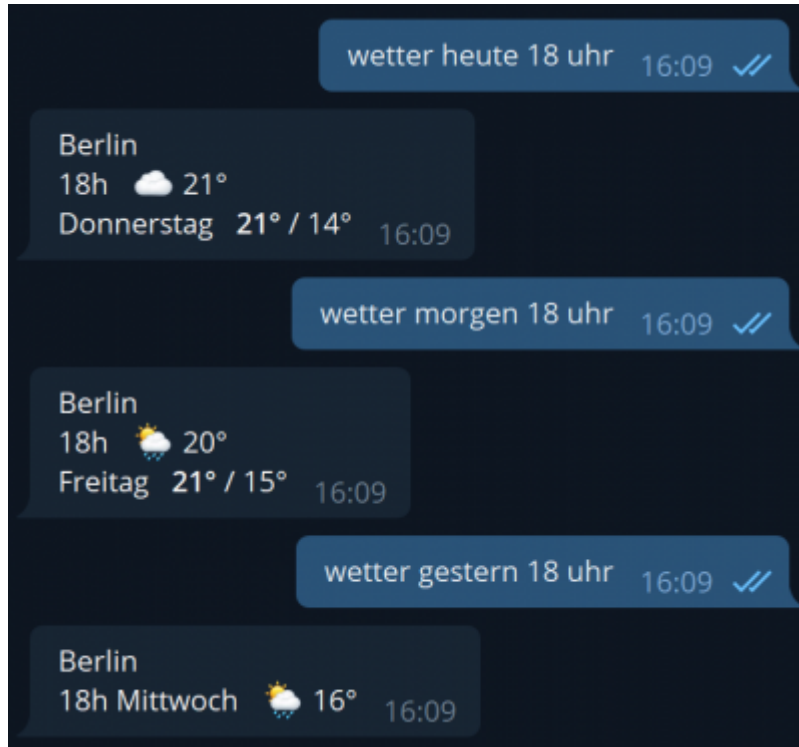 wetter heute 18 uhr 16:09
Berlin
18h ☁️ 21°
Donnerstag 21° / 14° 16:09
wetter morgen 18 uhr 16:09
Berlin
18h 🌦️ 20°
Freitag 21° / 15° 16:09
wetter gestern 18 uhr 16:09
Berlin
18h Mittwoch 🌦️ 16° 16:09